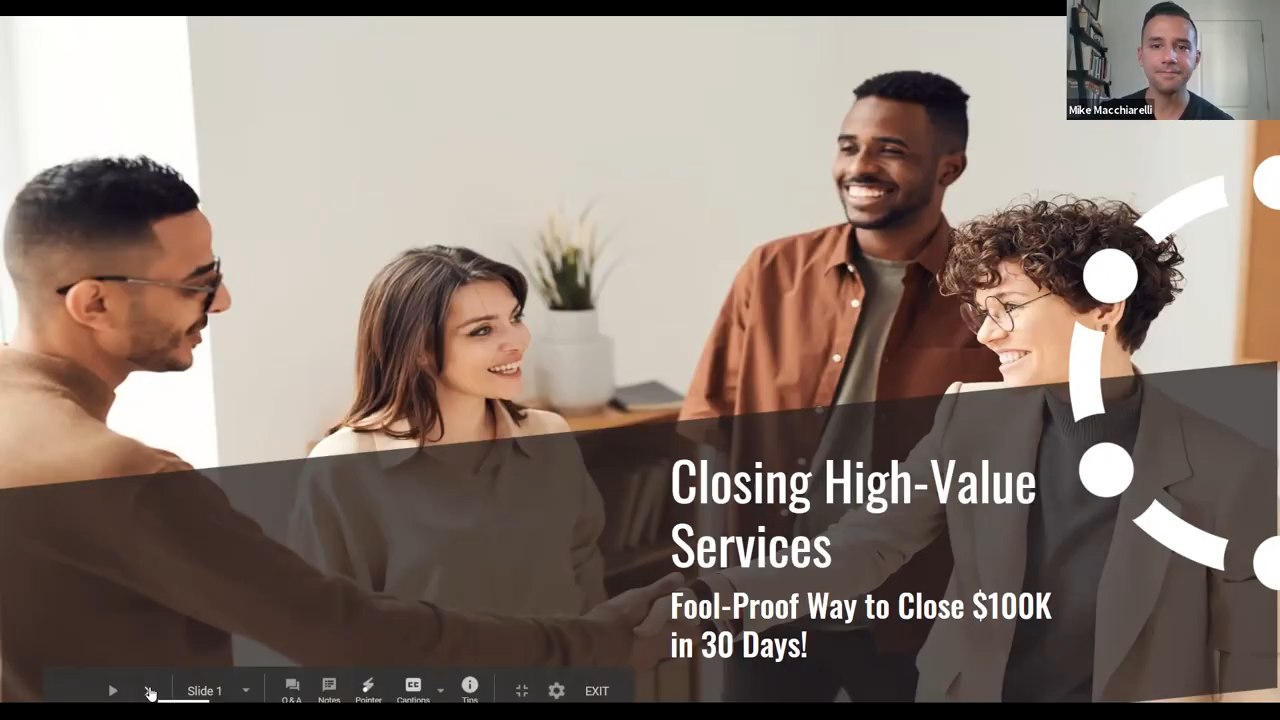 Mike Macchiarelli
Closing High-Value
Services
Fool-Proof Way to Close $100K
in 30 Days!
Slide 1
Q & A
Notes
Pointer
Captions
Tips
EXIT